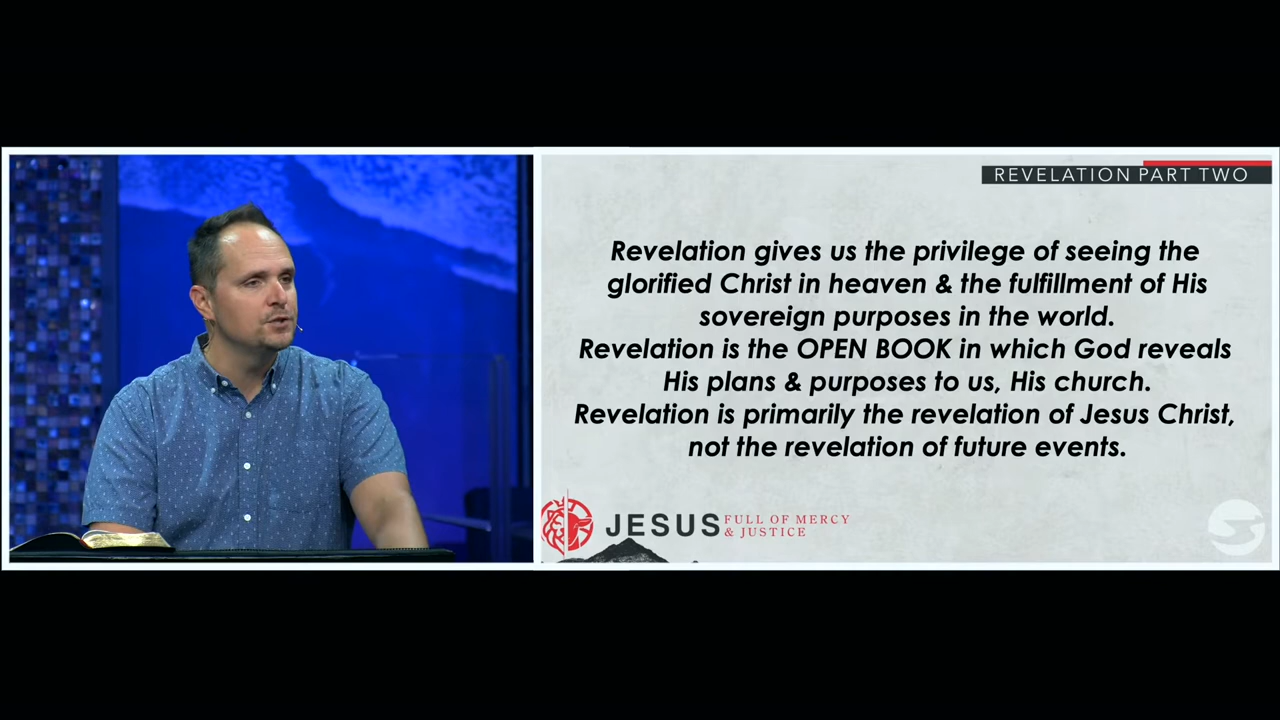 REVELATION PART TWO
Revelation gives us the privilege of seeing the
glorified Christ in heaven & the fulfillment of His
sovereign purposes in the world.
Revelation is the OPEN BOOK in which God reveals
His plans & purposes to us, His church.
Revelation is primarily the revelation of Jesus Christ,
not the revelation of future events.
JESUS FULL OF MERCY
& JUSTICE